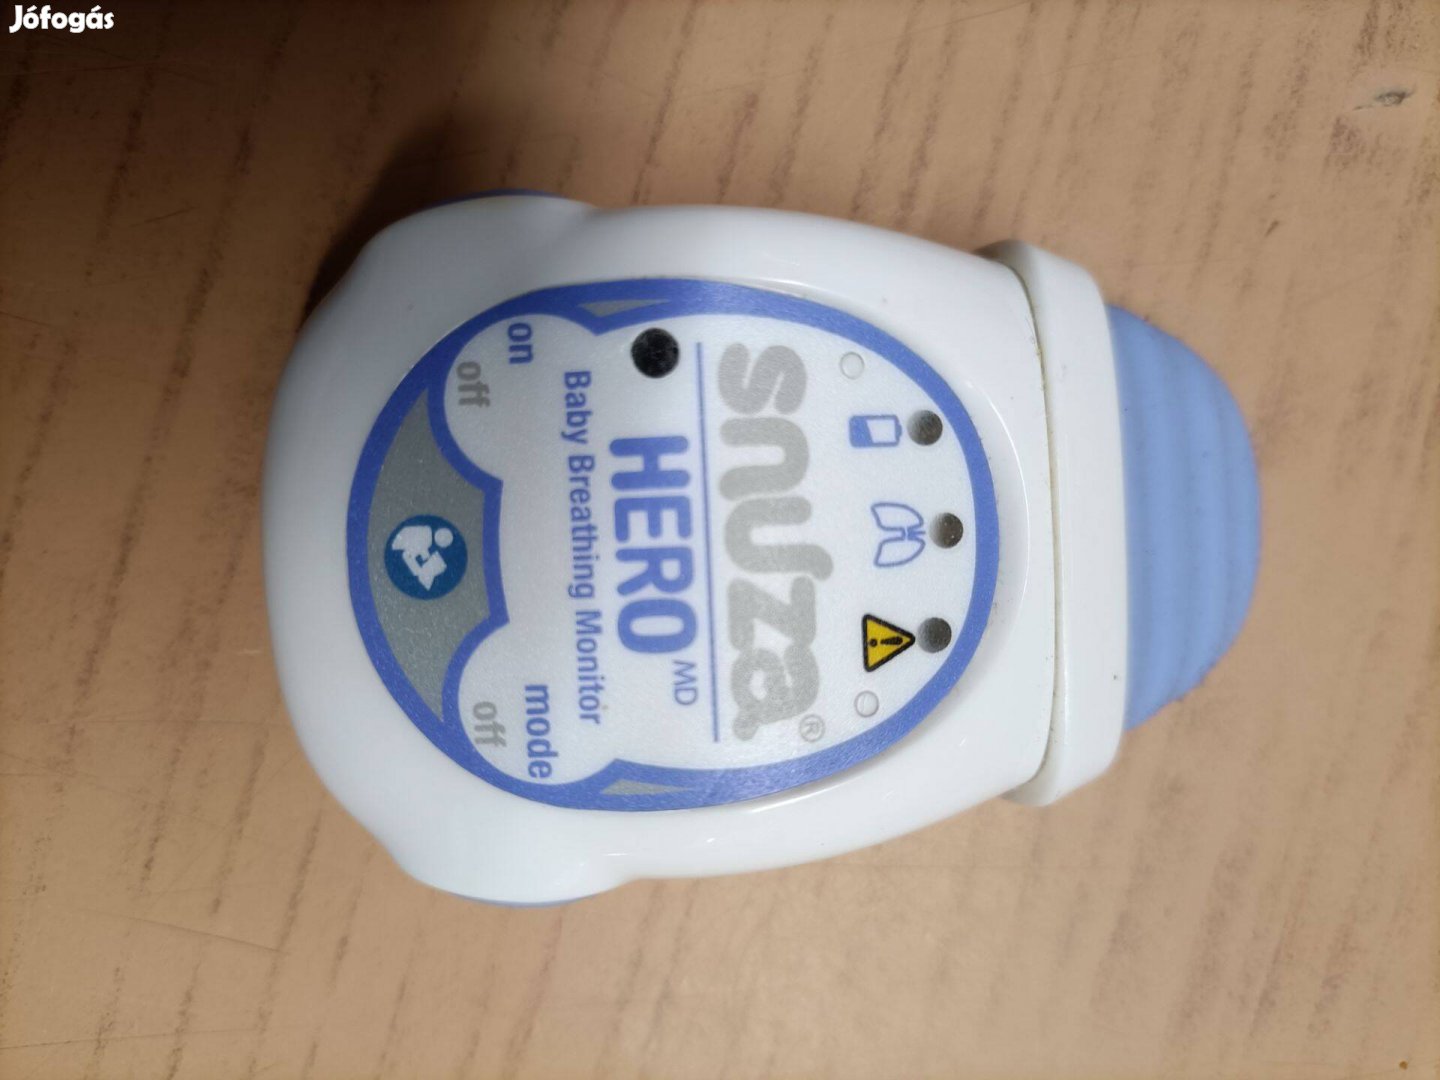 Jófogás
snuza®
HERO MD
Baby Breathing Monitor
on
mode
off
off